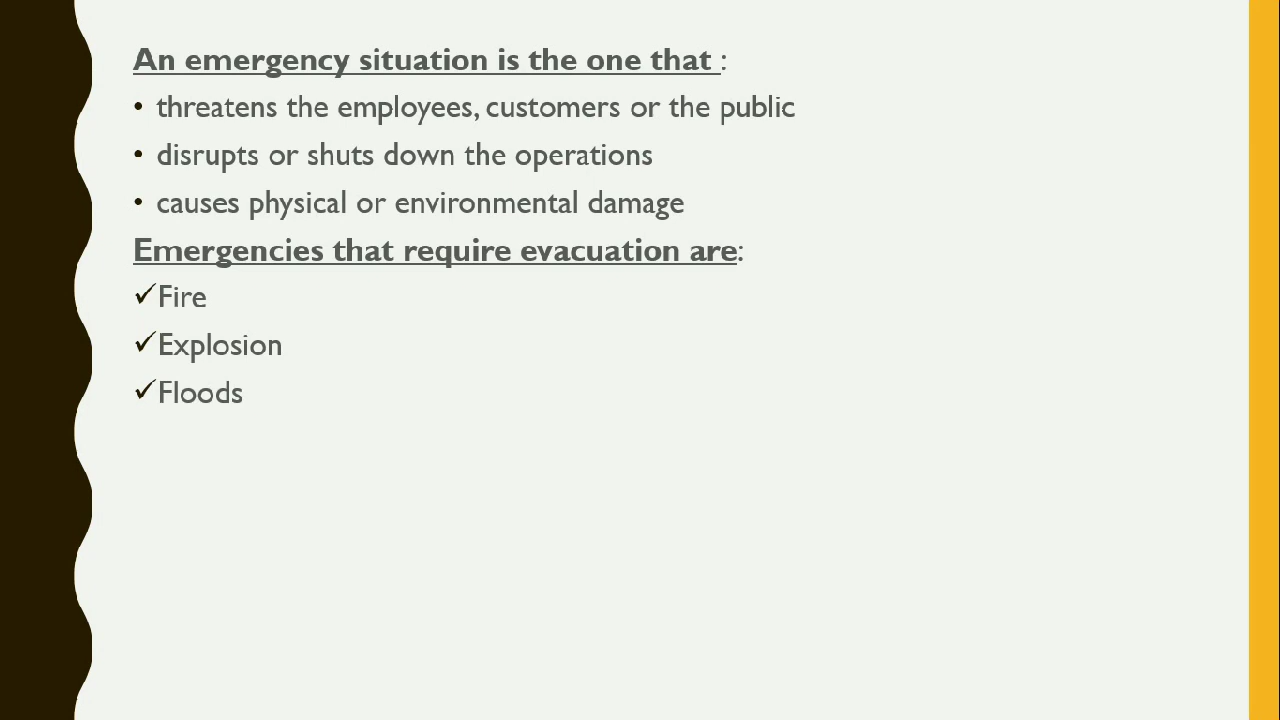 An emergency situation is the one that :
• threatens the employees, customers or the public
• disrupts or shuts down the operations
• causes physical or environmental damage
Emergencies that require evacuation are:
✓Fire
✓Explosion
✓Floods